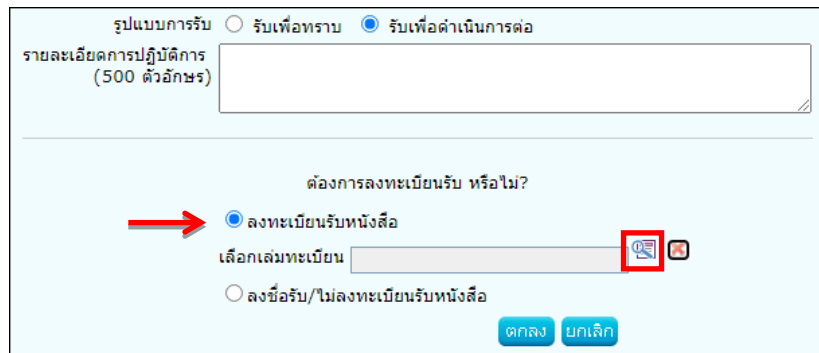 รูปแบบการรับ รับเพื่อทราบ รับเพื่อดำเนินการต่อ
รายละเอียดการปฏิบัติการ
(500 ตัวอักษร)
ต้องการลงทะเบียนรับ หรือไม่?
ลงทะเบียนรับหนังสือ
เลือกเล่มทะเบียน
ลงชื่อรับ/ไม่ลงทะเบียนรับหนังสือ
ตกลง ยกเลิก